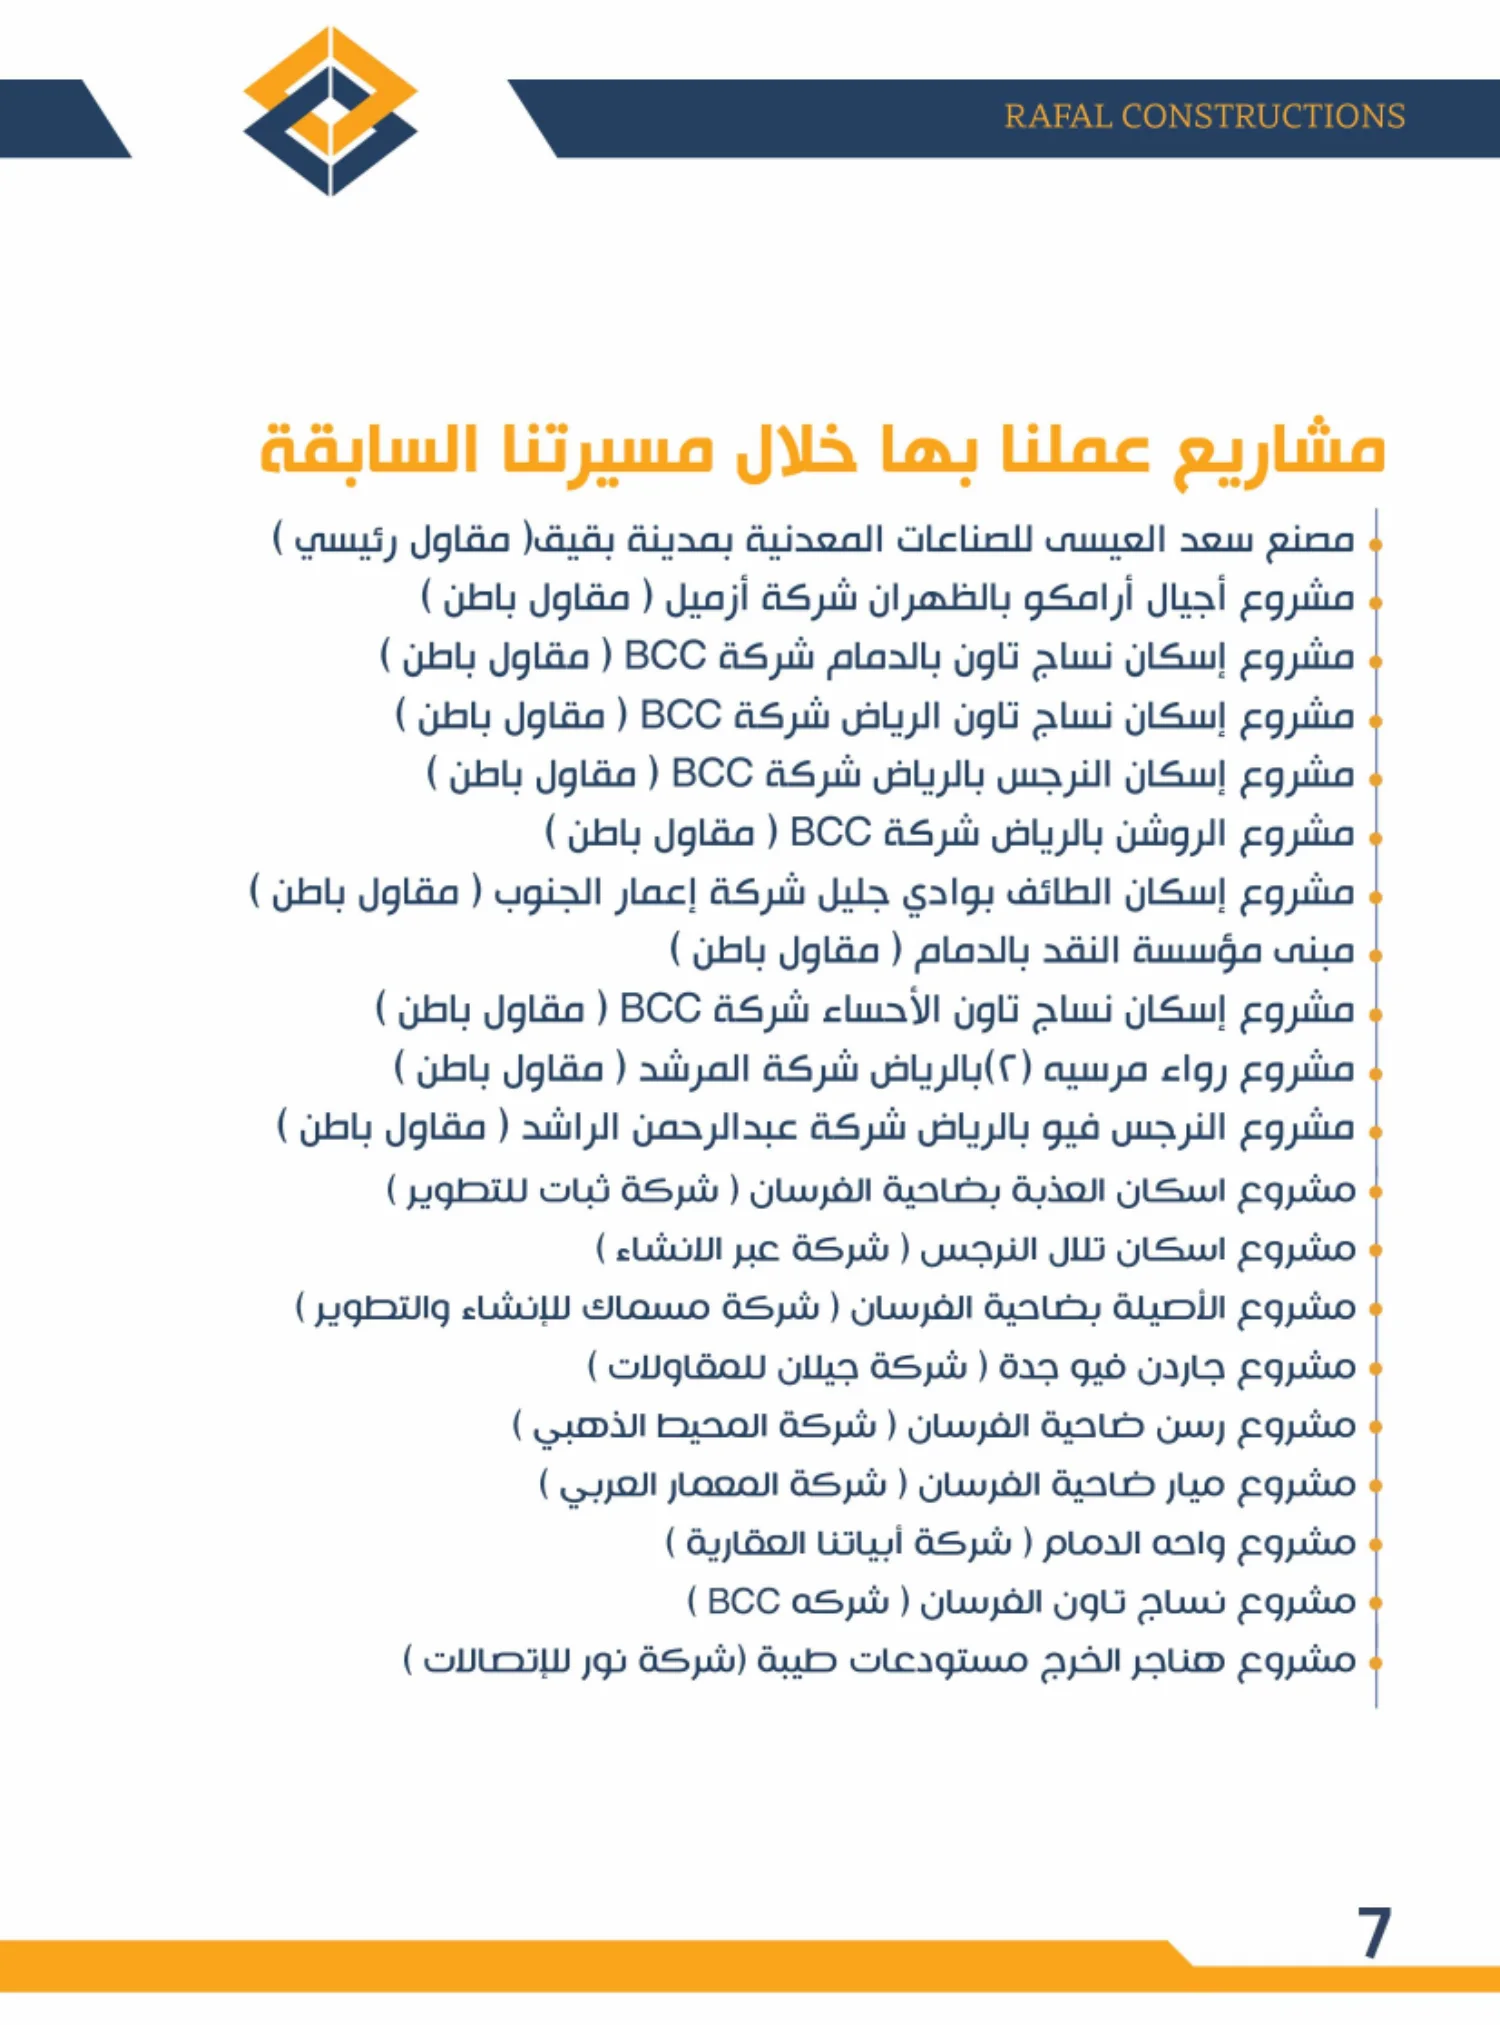 RAFAL CONSTRUCTIONS
مشاريع عملنا بها خلال مسيرتنا السابقة
مصنع سعد العيسى للصناعات المعدنية بمدينة بقيق( مقاول رئيسي )
مشروع أجيال أرامكو بالظهران شركة أزميل ( مقاول باطن )
مشروع إسكان نساج تاون بالدمام شركة BCC ( مقاول باطن )
مشروع إسكان نساج تاون الرياض شركة BCC ( مقاول باطن )
مشروع إسكان النرجس بالرياض شركة BCC ( مقاول باطن )
مشروع الروشن بالرياض شركة BCC ( مقاول باطن )
مشروع إسكان الطائف بوادي جليل شركة إعمار الجنوب ( مقاول باطن )
مبنى مؤسسة النقد بالدمام ( مقاول باطن )
مشروع إسكان نساج تاون الأحساء شركة BCC ( مقاول باطن )
مشروع رواء مرسيه (٢)بالرياض شركة المرشد ( مقاول باطن )
مشروع النرجس فيو بالرياض شركة عبدالرحمن الراشد ( مقاول باطن )
مشروع اسكان العذبة بضاحية الفرسان ( شركة ثبات للتطوير )
مشروع اسكان تلال النرجس ( شركة عبر الانشاء )
مشروع الأصيلة بضاحية الفرسان ( شركة مسماك للإنشاء والتطوير )
مشروع جاردن فيو جدة ( شركة جيلان للمقاولات )
مشروع رسن ضاحية الفرسان ( شركة المحيط الذهبي )
مشروع ميار ضاحية الفرسان ( شركة المعمار العربي )
مشروع واحه الدمام ( شركة أبياتنا العقارية )
مشروع نساج تاون الفرسان ( شركه BCC )
مشروع هناجر الخرج مستودعات طيبة (شركة نور للإتصالات )
7